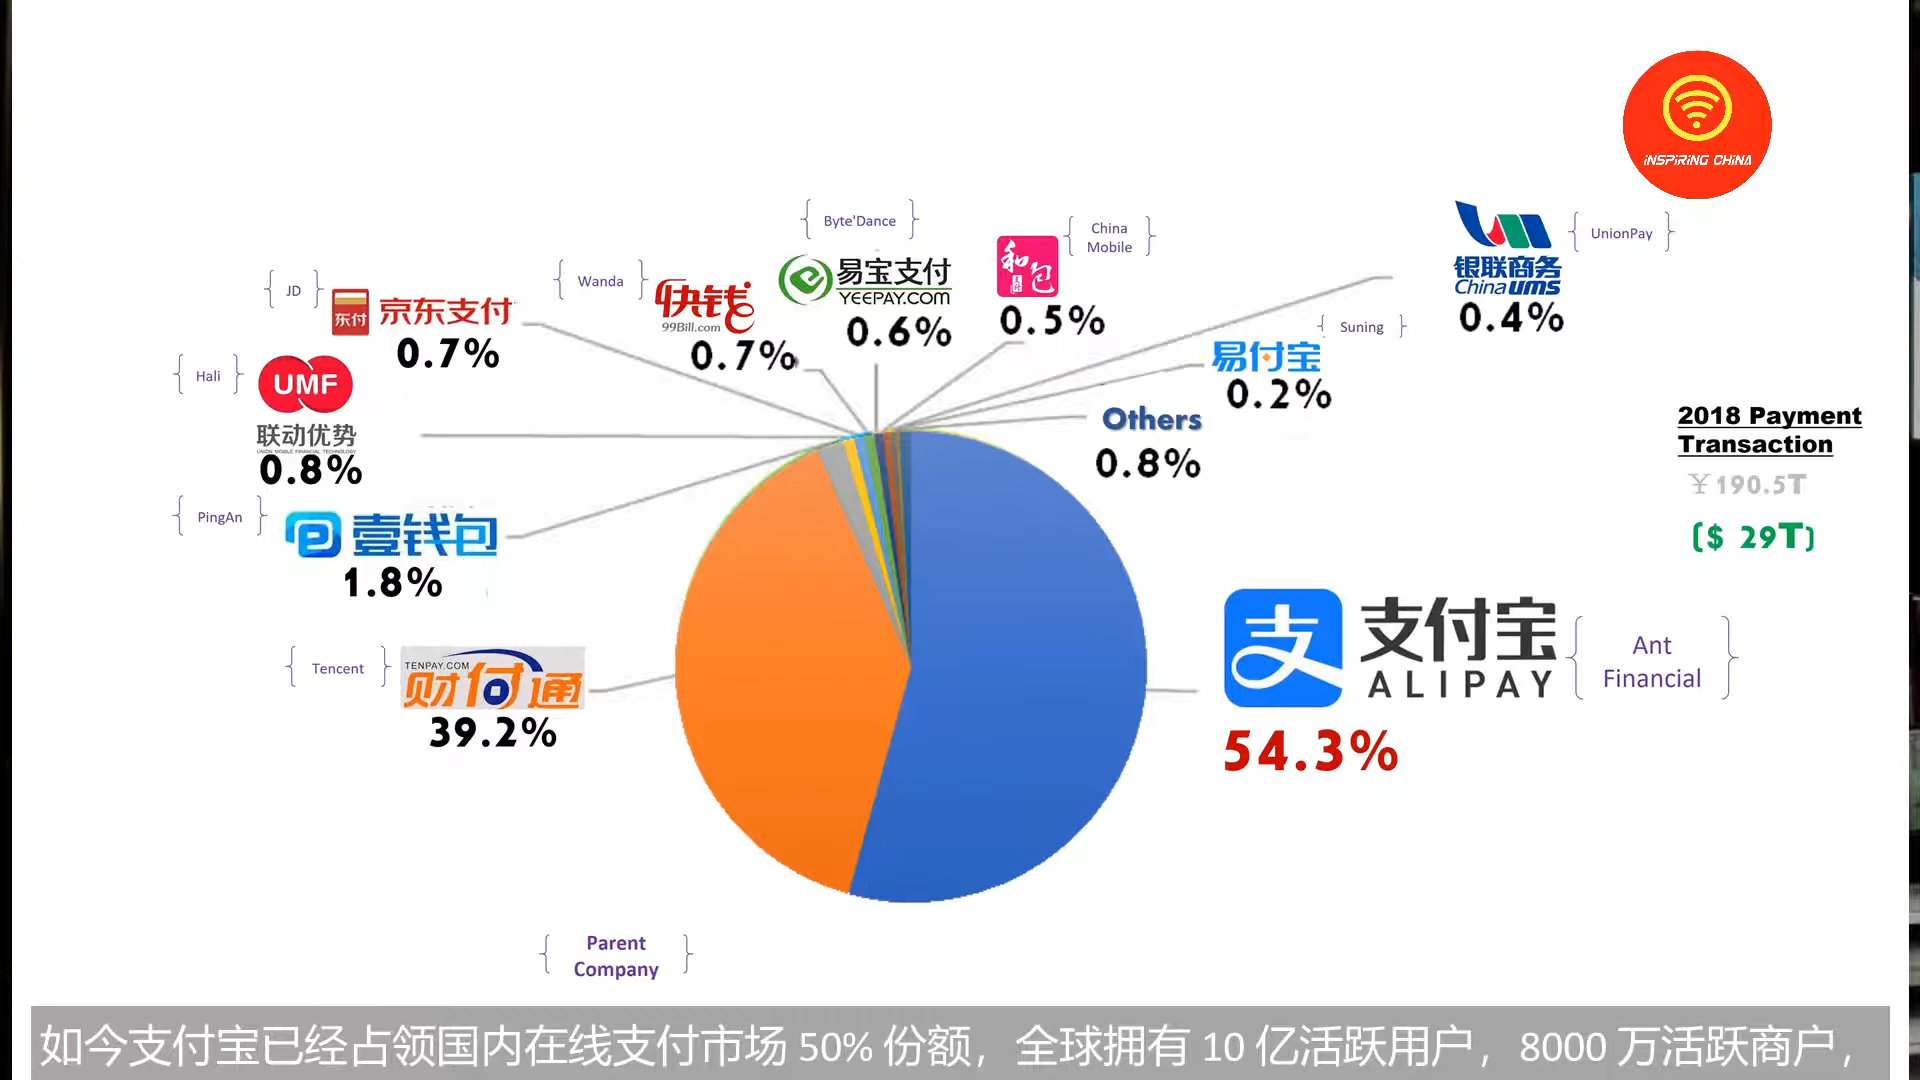 iNSPiRiNG CHiNA
Byte'Dance
China
Mobile
UnionPay
JD
Wanda
易宝支付
YEEPAY.COM
0.6%
和包
0.5%
银联商务
China ums
0.4%
东付
京东支付
0.7%
快钱
99Bill.com
0.7%
Suning
易付宝
0.2%
Hali
UMF
联动优势
UNION MOBILE FINANCIAL TECHNOLOGY
0.8%
Others
0.8%
2018 Payment
Transaction
￥190.5T
($ 29T)
PingAn
壹钱包
1.8%
Tencent
TENPAY.COM
财付通
39.2%
支
支付宝
ALIPAY
54.3%
Ant
Financial
Parent
Company
如今支付宝已经占领国内在线支付市场 50% 份额，全球拥有 10 亿活跃用户，8000 万活跃商户，